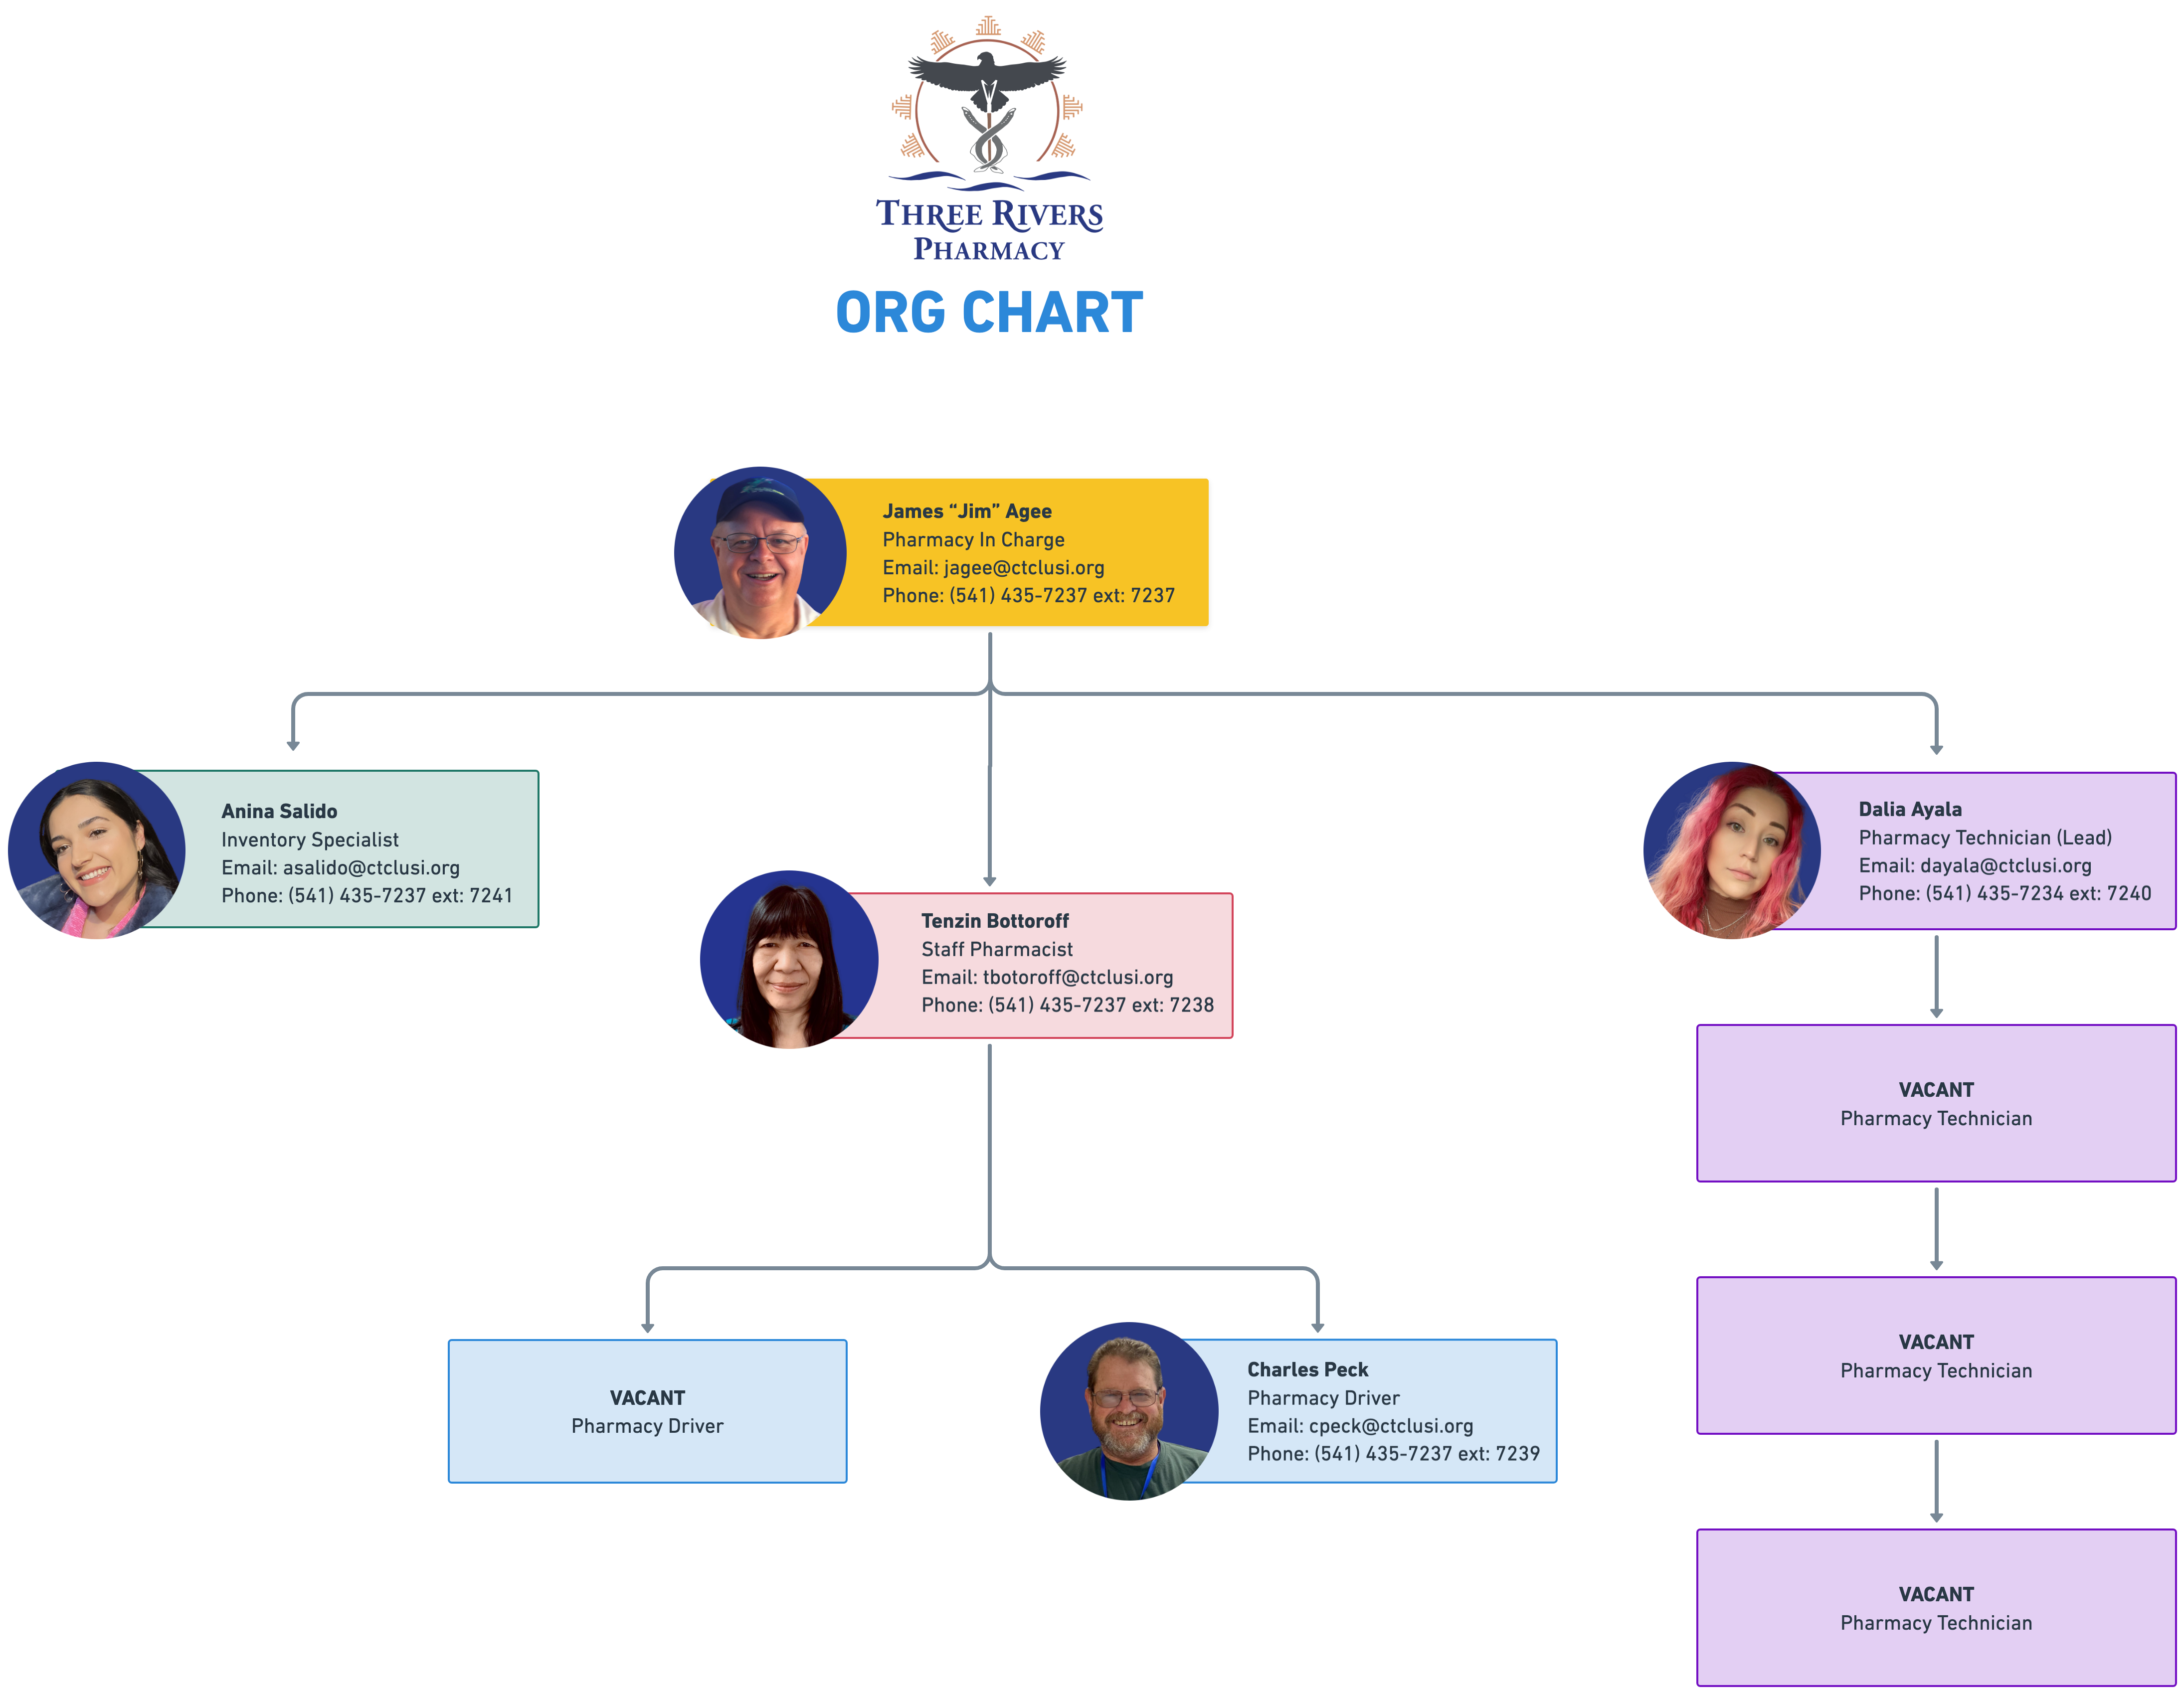 THREE RIVERS
PHARMACY
ORG CHART
James “Jim” Agee
Pharmacy In Charge
Email: jagee@ctclusi.org
Phone: (541) 435-7237 ext: 7237
Anina Salido
Inventory Specialist
Email: asalido@ctclusi.org
Phone: (541) 435-7237 ext: 7241
Tenzin Bottoroff
Staff Pharmacist
Email: tbotoroff@ctclusi.org
Phone: (541) 435-7237 ext: 7238
Dalia Ayala
Pharmacy Technician (Lead)
Email: dayala@ctclusi.org
Phone: (541) 435-7234 ext: 7240
VACANT
Pharmacy Technician
VACANT
Pharmacy Technician
VACANT
Pharmacy Technician
VACANT
Pharmacy Driver
Charles Peck
Pharmacy Driver
Email: cpeck@ctclusi.org
Phone: (541) 435-7237 ext: 7239